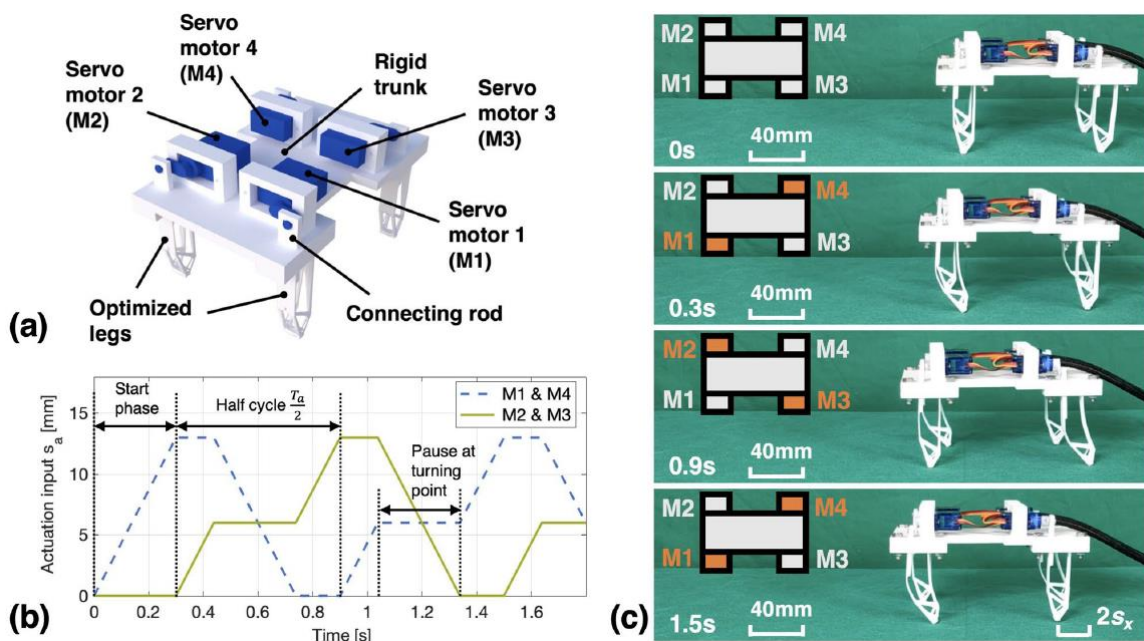 Servo
motor 4
(M4)
Servo
motor 2
(M2)
Rigid
trunk
Servo
motor 3
(M3)
Servo
motor 1
(M1)
Optimized
legs
Connecting rod
(a)
Start
phase
Half cycle T_a/2
M1 & M4
M2 & M3
Pause at
turning
point
Actuation input s_a [mm]
15
10
5
0
0 0.2 0.4 0.6 0.8 1 1.2 1.4 1.6
Time [s]
(b)
M2 M4
M1 M3
0s 40mm
M2 M4
M1 M3
0.3s 40mm
M2 M4
M1 M3
0.9s 40mm
M2 M4
M1 M3
1.5s 40mm
2s_x
(c)